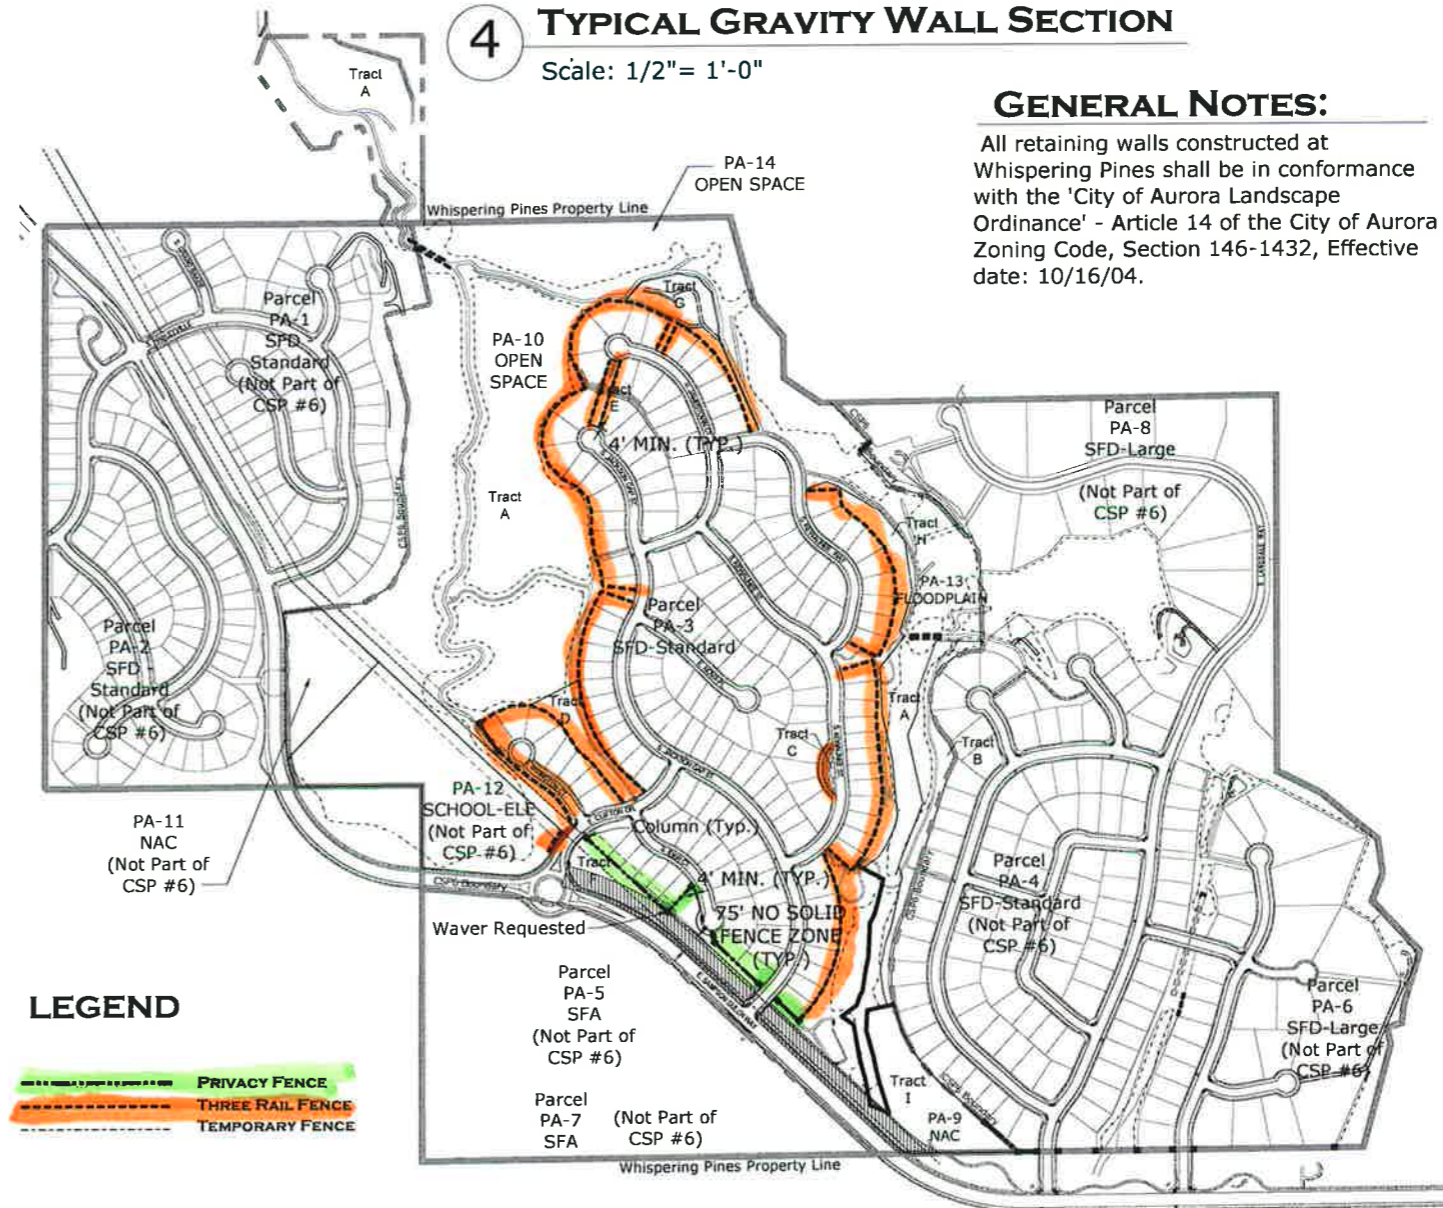 4
TYPICAL GRAVITY WALL SECTION
Scale: 1/2"= 1'-0"
GENERAL NOTES:
All retaining walls constructed at
Whispering Pines shall be in conformance
with the 'City of Aurora Landscape
Ordinance' - Article 14 of the City of Aurora
Zoning Code, Section 146-1432, Effective
date: 10/16/04.
Tract
A
PA-14
OPEN SPACE
Whispering Pines Property Line
Parcel
PA-1
SFD
Standard
(Not Part of
CSP #6)
PA-10
OPEN
SPACE
Tract
G
Tract
E
4' MIN. (TYP.)
Parcel
PA-8
SFD-Large
(Not Part of
CSP #6)
Tract
A
Tract
H
PA-13
FLOODPLAIN
Parcel
PA-3
SFD-Standard
Parcel
PA-2
SFD
Standard
(Not Part of
CSP #6)
Tract
D
Tract
A
Tract
C
Tract
B
PA-12
SCHOOL-ELE
(Not Part of
CSP #6)
PA-11
NAC
(Not Part of
CSP #6)
Column (Typ.)
Tract
F
4' MIN. (TYP.)
CSP6 Boundary
75' NO SOLID
FENCE ZONE
(TYP.)
Waver Requested
CSP6 Boundary
Parcel
PA-4
SFD-Standard
(Not Part of
CSP #6)
Parcel
PA-5
SFA
(Not Part of
CSP #6)
Parcel
PA-6
SFD-Large
(Not Part of
CSP #6)
LEGEND
PRIVACY FENCE
THREE RAIL FENCE
TEMPORARY FENCE
Parcel
PA-7
SFA
(Not Part of
CSP #6)
Tract
I
PA-9
NAC
CSP6 Boundary
Whispering Pines Property Line